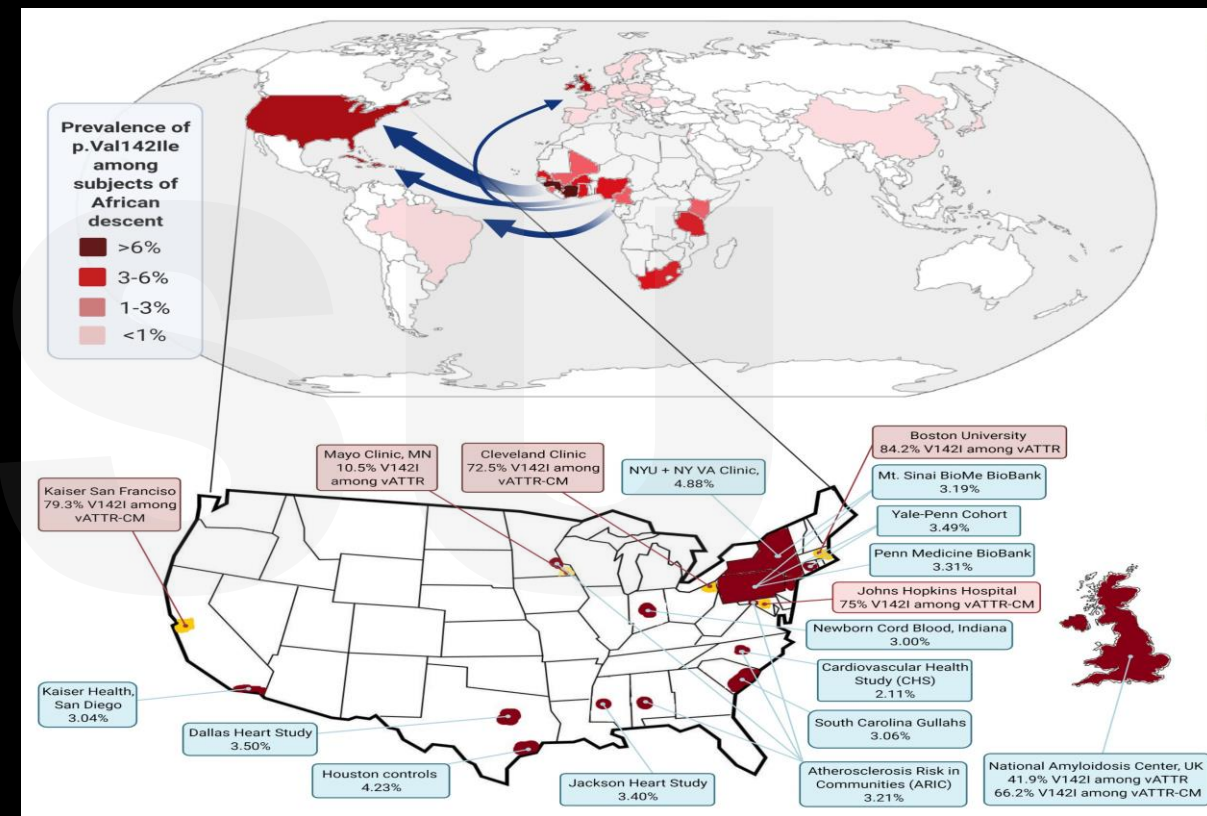 Prevalence of
p.Val142Ile
among
subjects of
African
descent
>6%
3-6%
1-3%
<1%
Kaiser San Franciso
79.3% V142I among
vATTR-CM
Mayo Clinic, MN
10.5% V142I
among vATTR
Cleveland Clinic
72.5% V142I among
vATTR-CM
NYU + NY VA Clinic,
4.88%
Boston University
84.2% V142I among vATTR
Mt. Sinai BioMe BioBank
3.19%
Yale-Penn Cohort
3.49%
Penn Medicine BioBank
3.31%
Johns Hopkins Hospital
75% V142I among vATTR-CM
Newborn Cord Blood, Indiana
3.00%
Cardiovascular Health
Study (CHS)
2.11%
South Carolina Gullahs
3.06%
Kaiser Health,
San Diego
3.04%
Dallas Heart Study
3.50%
Houston controls
4.23%
Jackson Heart Study
3.40%
Atherosclerosis Risk in
Communities (ARIC)
3.21%
National Amyloidosis Center, UK
41.9% V142I among vATTR
66.2% V142I among vATTR-CM